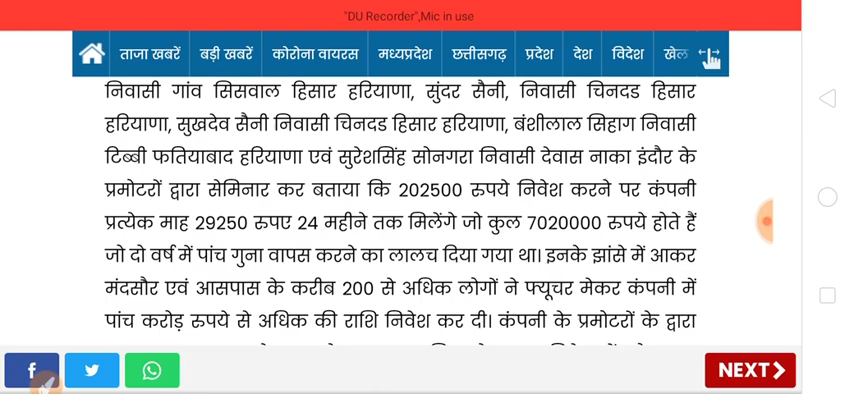 "DU Recorder",Mic in use
ताजा खबरें बड़ी खबरें कोरोना वायरस मध्यप्रदेश छत्तीसगढ़ प्रदेश देश विदेश खेल
निवासी गांव सिसवाल हिसार हरियाणा, सुंदर सैनी, निवासी चिनदड हिसार
हरियाणा, सुखदेव सैनी निवासी चिनदड हिसार हरियाणा, बंशीलाल सिहाग निवासी
टिब्बी फतियाबाद हरियाणा एवं सुरेशसिंह सोनगरा निवासी देवास नाका इंदौर के
प्रमोटरों द्वारा सेमिनार कर बताया कि 202500 रुपये निवेश करने पर कंपनी
प्रत्येक माह 29250 रुपए 24 महीने तक मिलेंगे जो कुल 7020000 रुपये होते हैं
जो दो वर्ष में पांच गुना वापस करने का लालच दिया गया था। इनके झांसे में आकर
मंदसौर एवं आसपास के करीब 200 से अधिक लोगों ने फ्यूचर मेकर कंपनी में
पांच करोड़ रुपये से अधिक की राशि निवेश कर दी। कंपनी के प्रमोटरों के द्वारा
NEXT